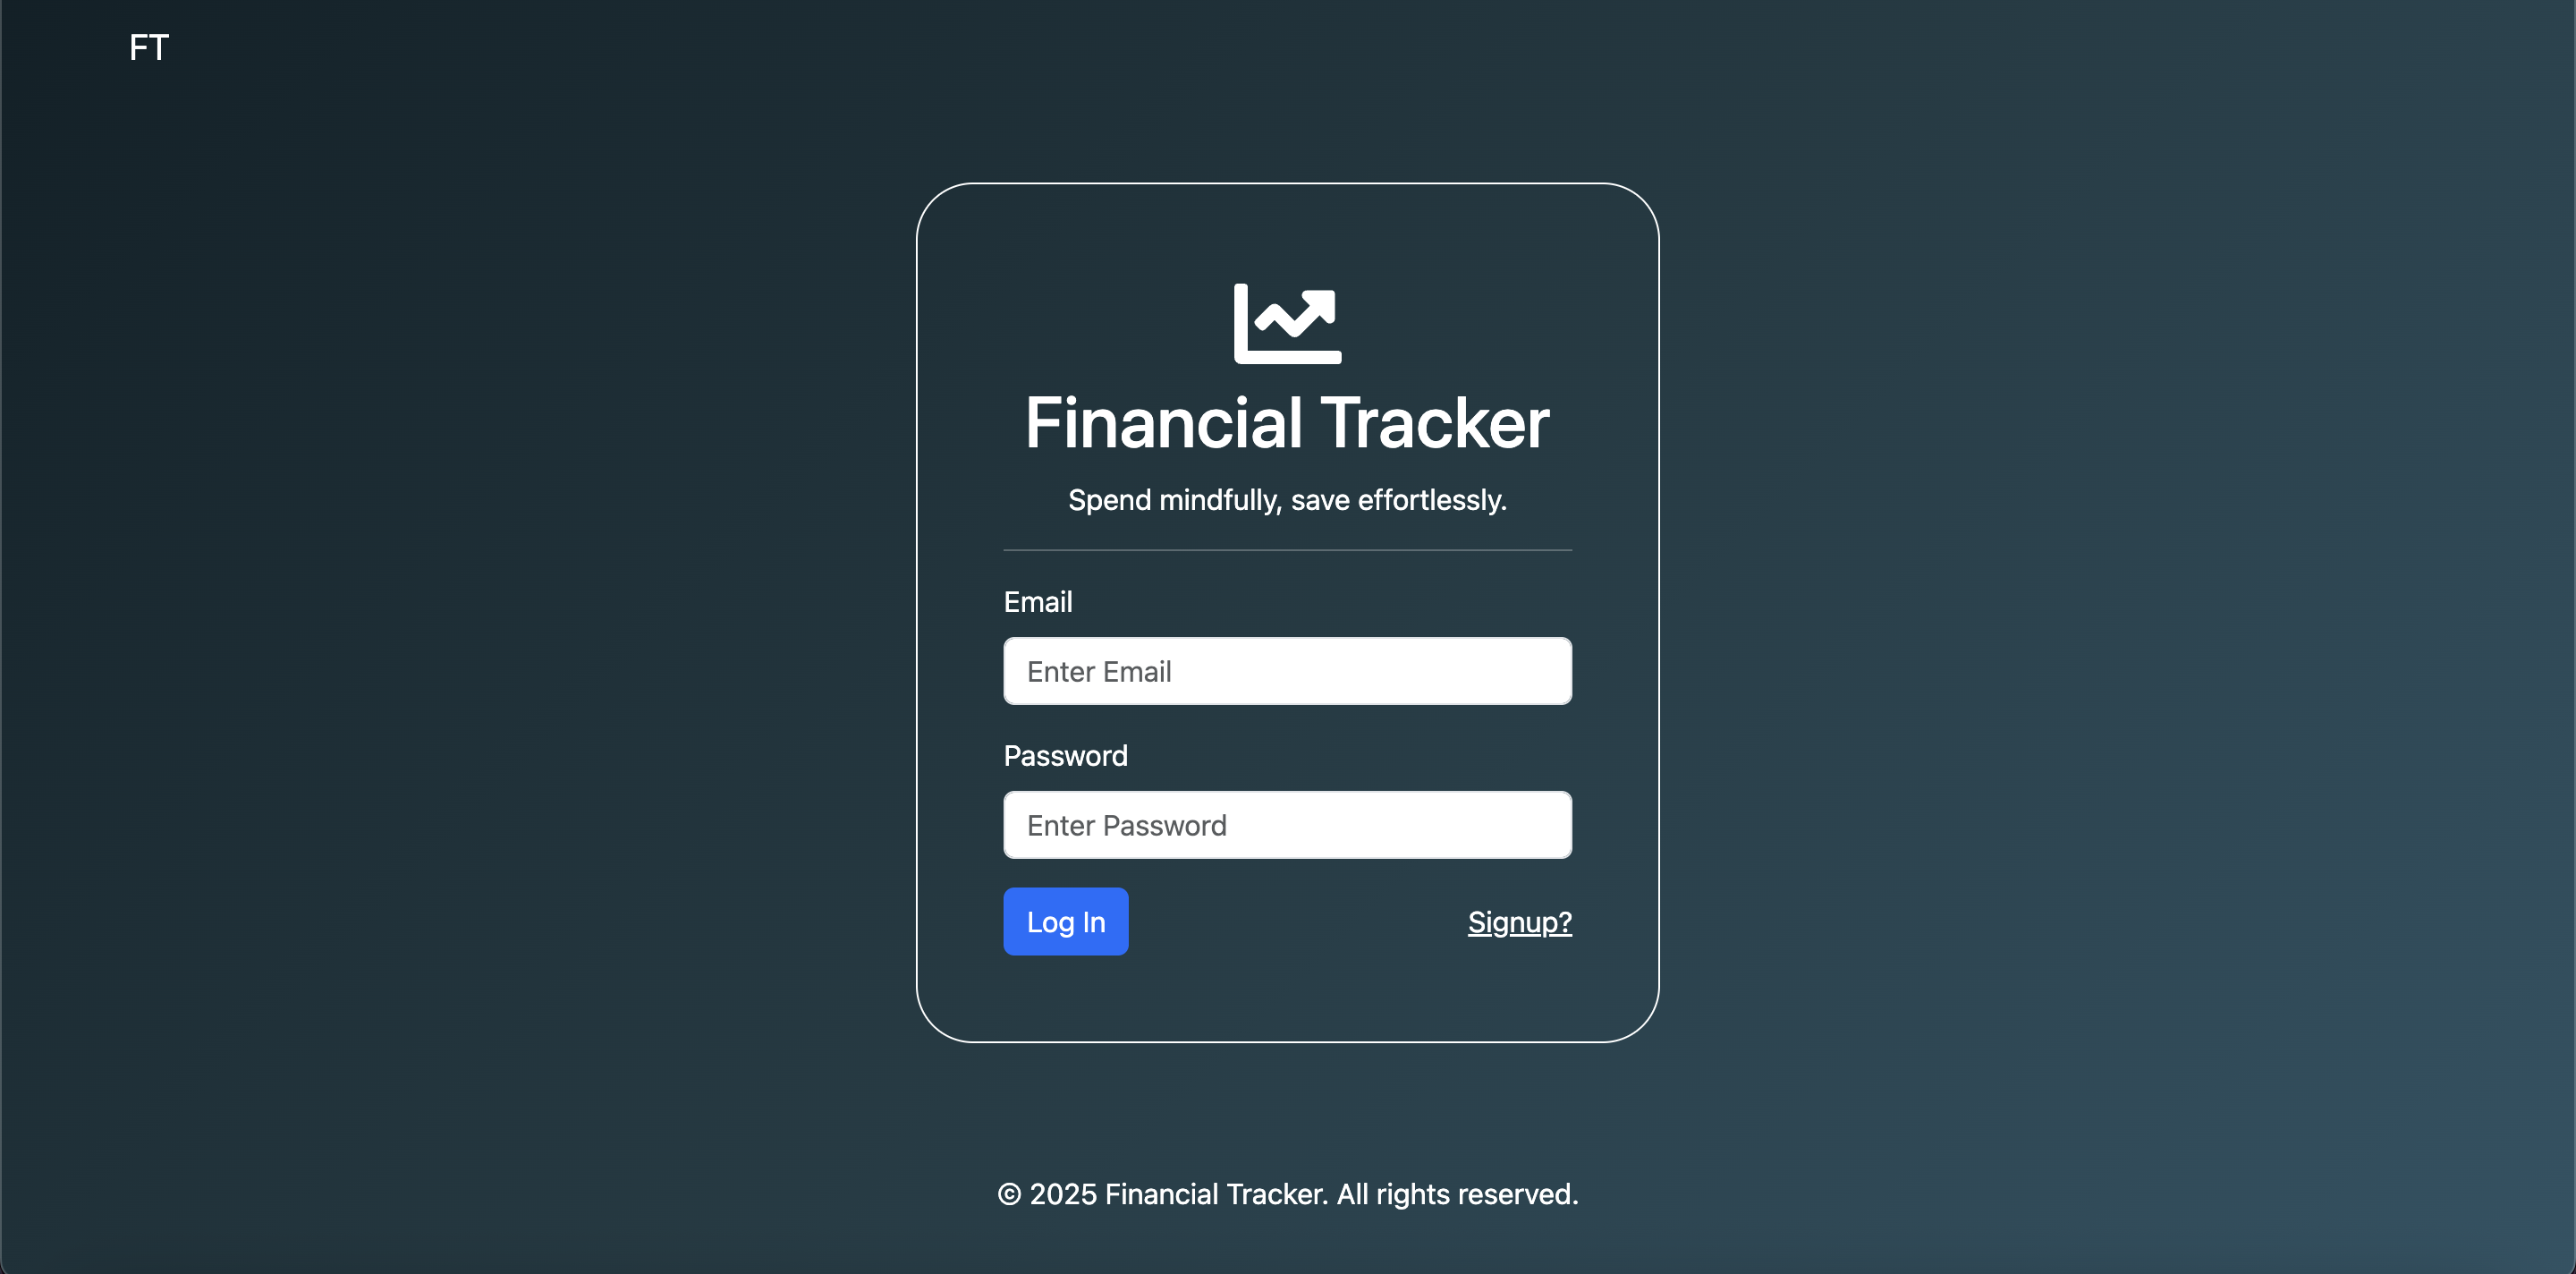 FT
Financial Tracker
Spend mindfully, save effortlessly.
Email
Enter Email
Password
Enter Password
Log In Signup?
© 2025 Financial Tracker. All rights reserved.